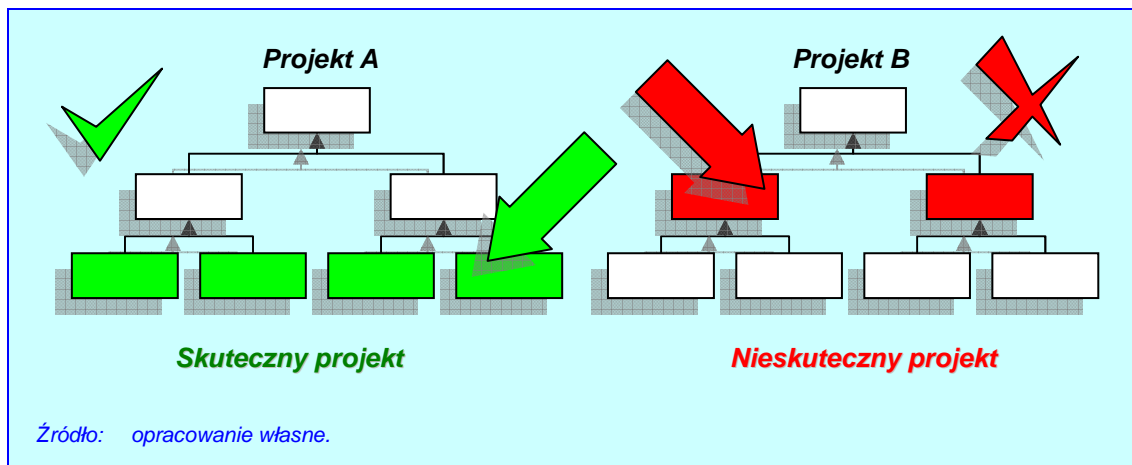 Projekt A
Projekt B
Skuteczny projekt
Nieskuteczny projekt
Źródło: opracowanie własne.